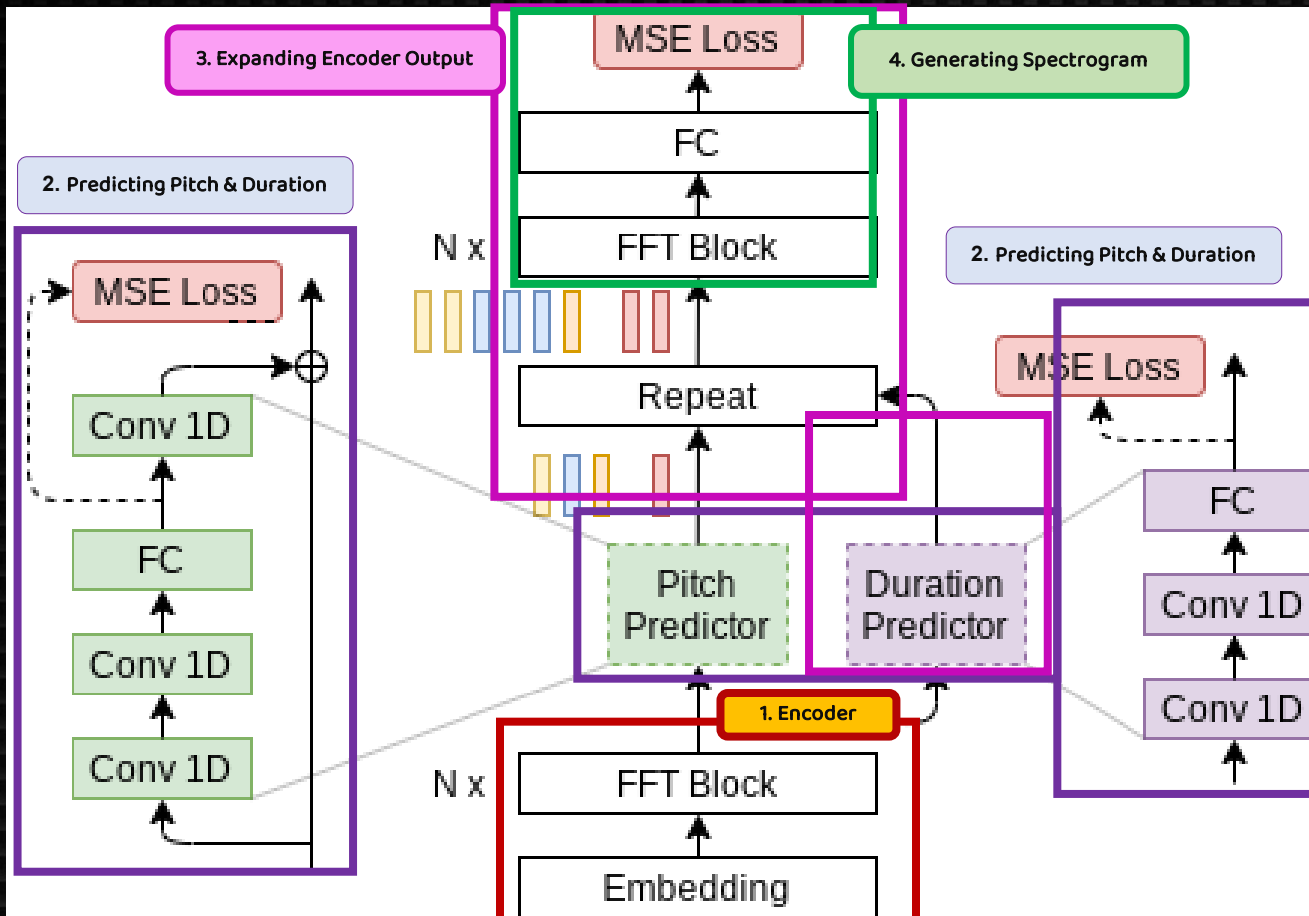 MSE Loss
3. Expanding Encoder Output
4. Generating Spectrogram
FC
2. Predicting Pitch & Duration
N x
FFT Block
2. Predicting Pitch & Duration
MSE Loss
MSE Loss
Repeat
Conv 1D
FC
FC
Pitch
Predictor
Duration
Predictor
Conv 1D
Conv 1D
Conv 1D
Conv 1D
1. Encoder
N x
FFT Block
Embedding